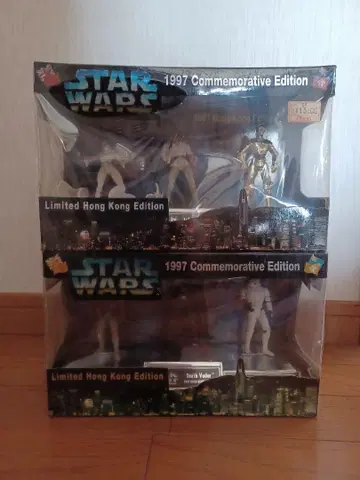 STAR
WARS
1997 Commemorative Edition
Limited Hong Kong Edition
STAR
WARS
1997 Commemorative Edition
Limited Hong Kong Edition
Darth Vader